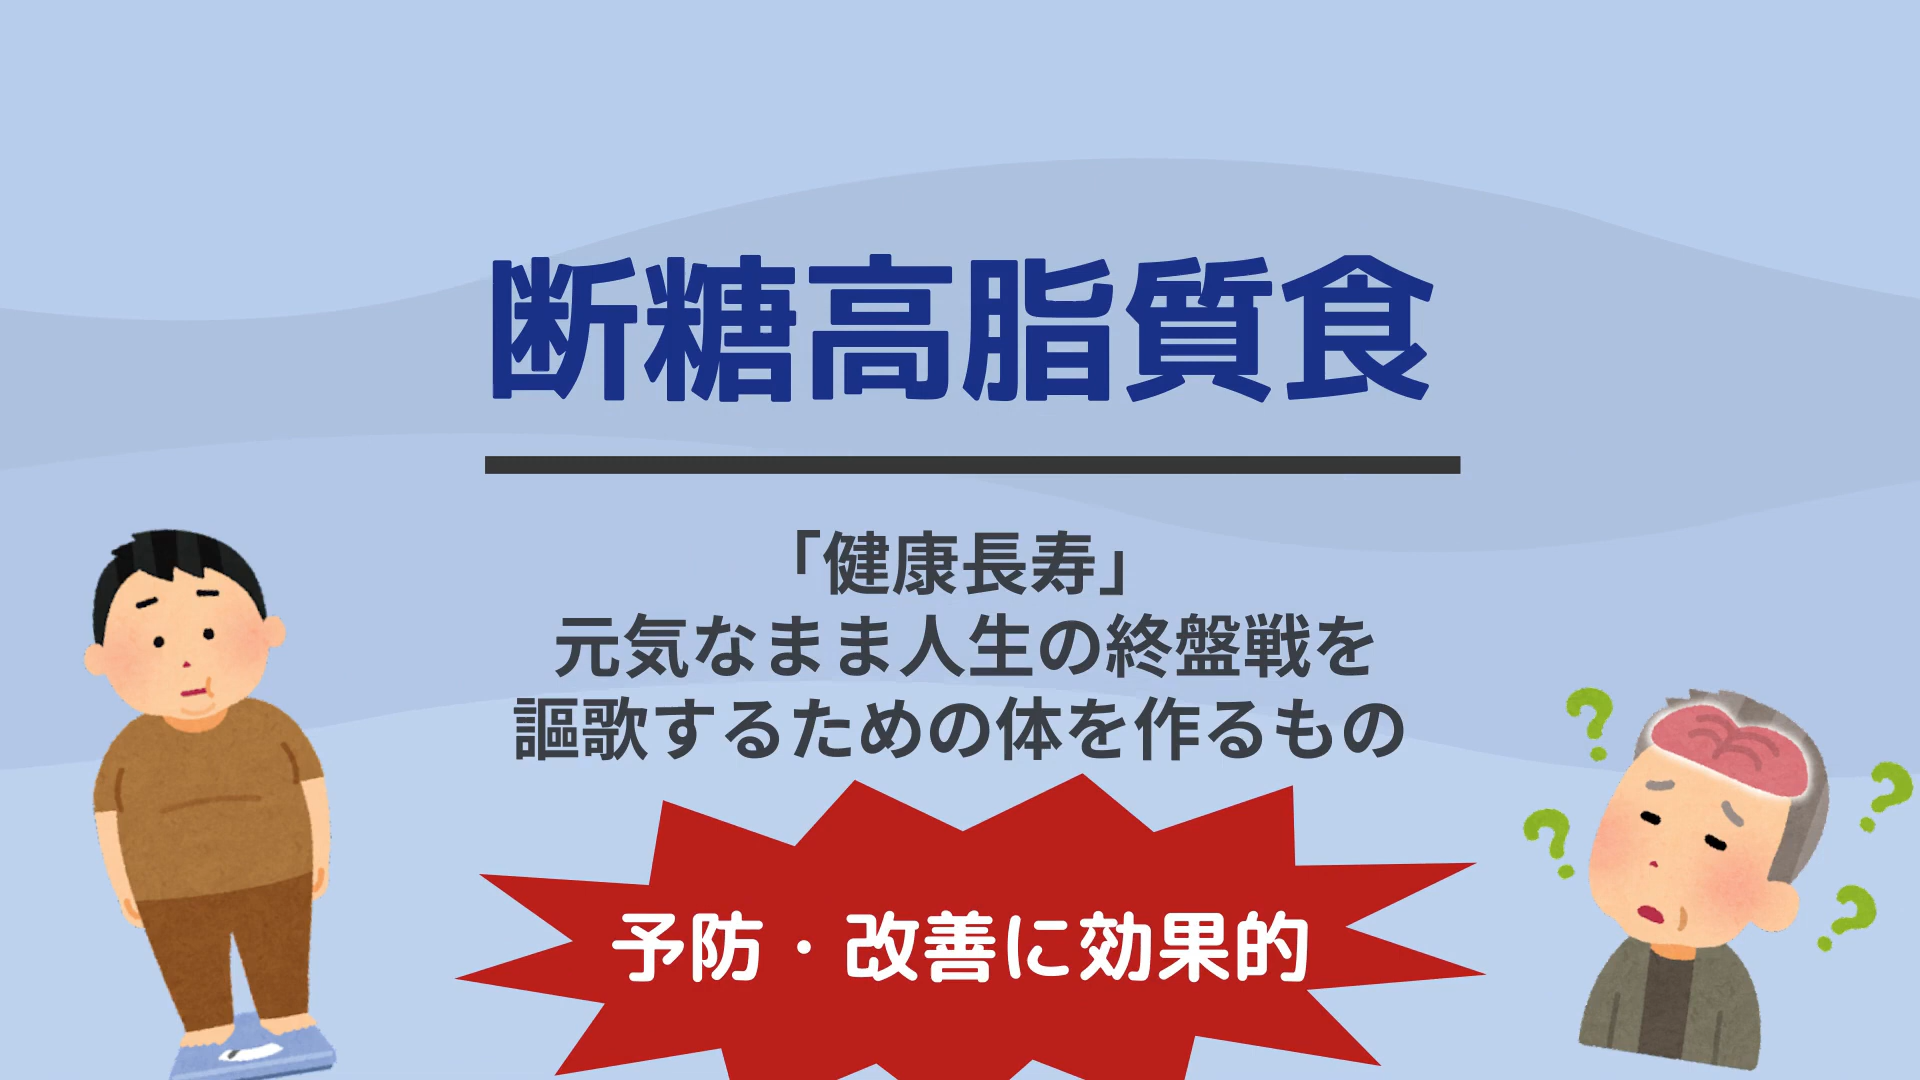 断糖高脂質食
「健康長寿」
元気なまま人生の終盤戦を
謳歌するための体を作るもの
予防・改善に効果的